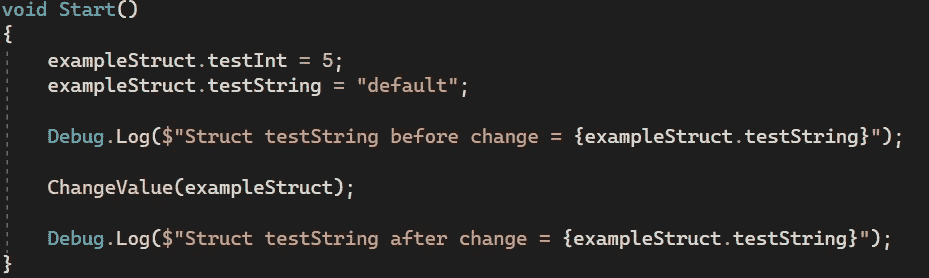 void Start()
{
exampleStruct.testInt = 5;
exampleStruct.testString = "default";
Debug.Log($"Struct testString before change = {exampleStruct.testString}");
ChangeValue(exampleStruct);
Debug.Log($"Struct testString after change = {exampleStruct.testString}");
}